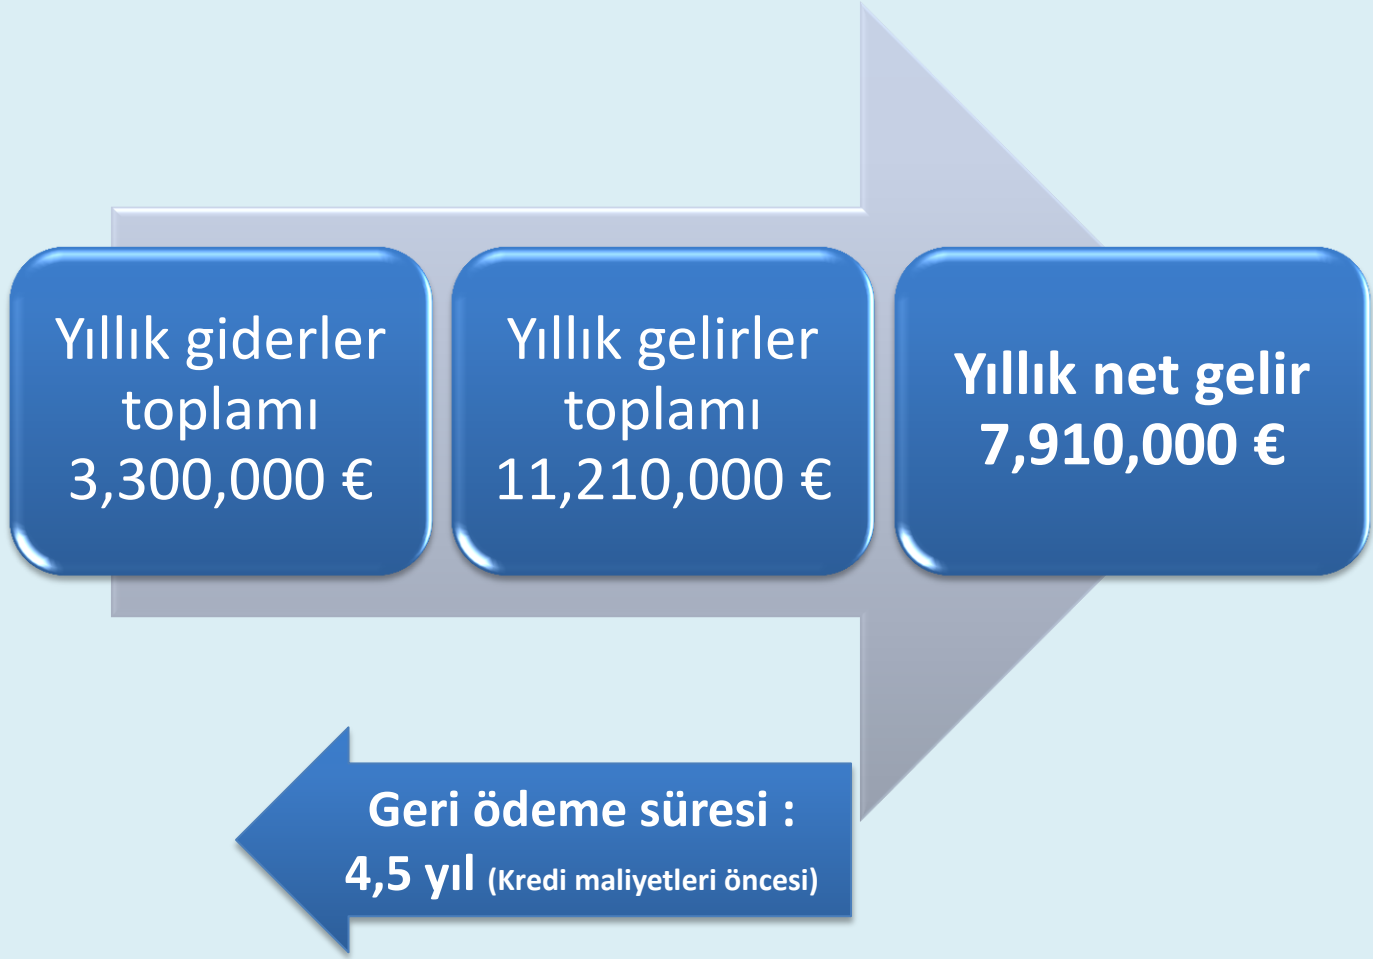 Yıllık giderler
toplamı
3,300,000 €
Yıllık gelirler
toplamı
11,210,000 €
Yıllık net gelir
7,910,000 €
Geri ödeme süresi :
4,5 yıl (Kredi maliyetleri öncesi)